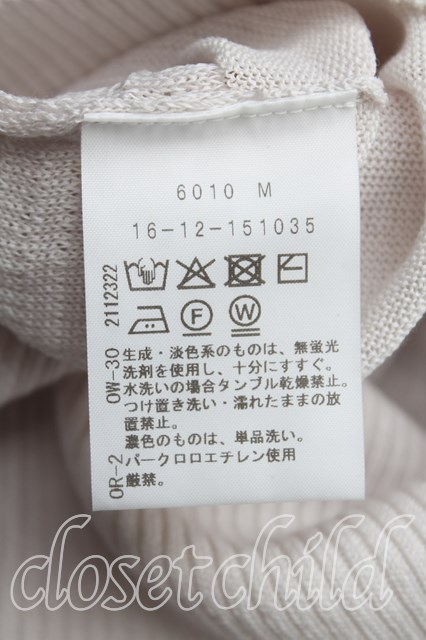 6010 M
16-12-151035
F
W
2112322
OW-30
OR-2
生成・淡色系のものは、無蛍光
洗剤を使用し、十分にすすぐ。
水洗いの場合タンブル乾燥禁止。
つけ置き洗い・濡れたままの放
置禁止。
濃色のものは、単品洗い。
パークロロエチレン使用
厳禁。
closetchild